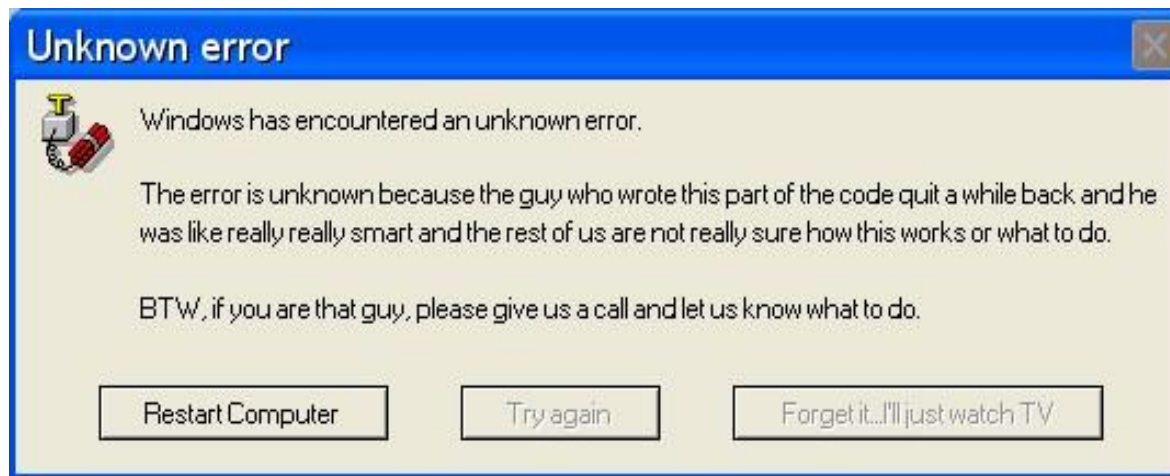 Unknown error
Windows has encountered an unknown error.
The error is unknown because the guy who wrote this part of the code quit a while back and he
was like really really smart and the rest of us are not really sure how this works or what to do.
BTW, if you are that guy, please give us a call and let us know what to do.
Restart Computer
Try again
Forget it...I'll just watch TV